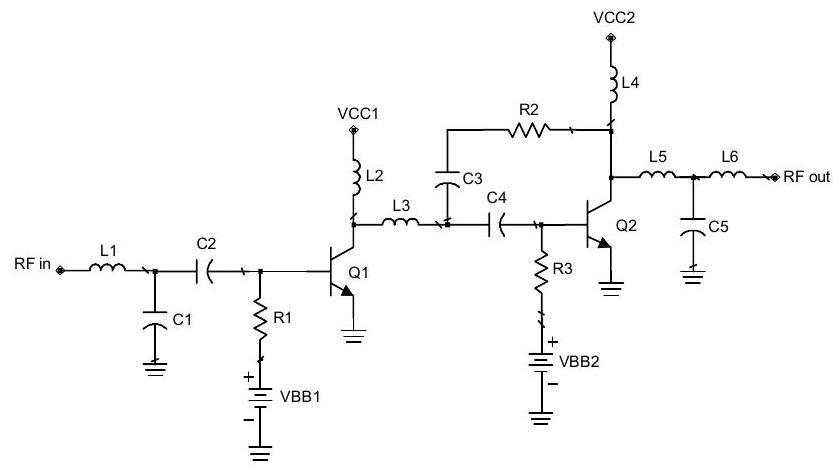 VCC2
L4
R2
VCC1
L2
C3
L3
C4
L5
L6
RF out
Q2
C5
RF in
L1
C2
Q1
R3
C1
R1
+
VBB2
−
+
VBB1
−